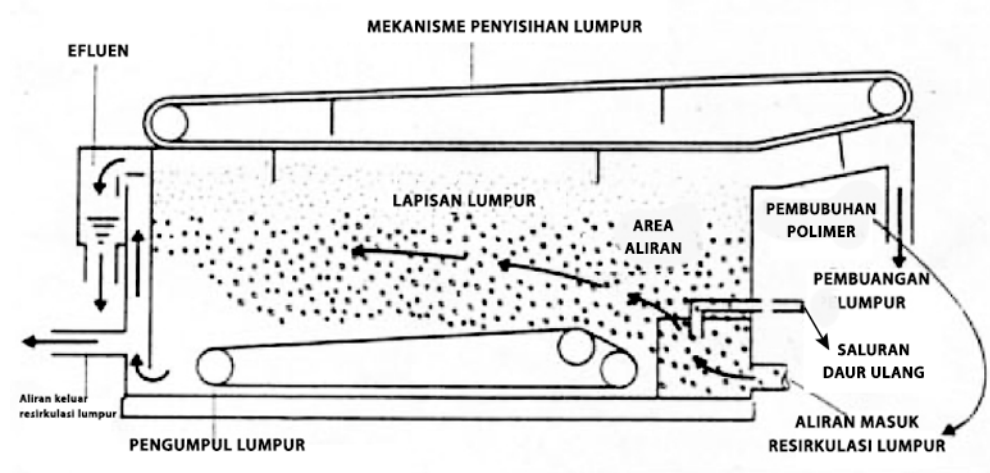 MEKANISME PENYISIHAN LUMPUR
EFLUEN
LAPISAN LUMPUR
AREA
ALIRAN
PEMBUBUHAN
POLIMER
PEMBUANGAN
LUMPUR
SALURAN
DAUR ULANG
Aliran keluar
resirkulasi lumpur
ALIRAN MASUK
RESIRKULASI LUMPUR
PENGUMPUL LUMPUR